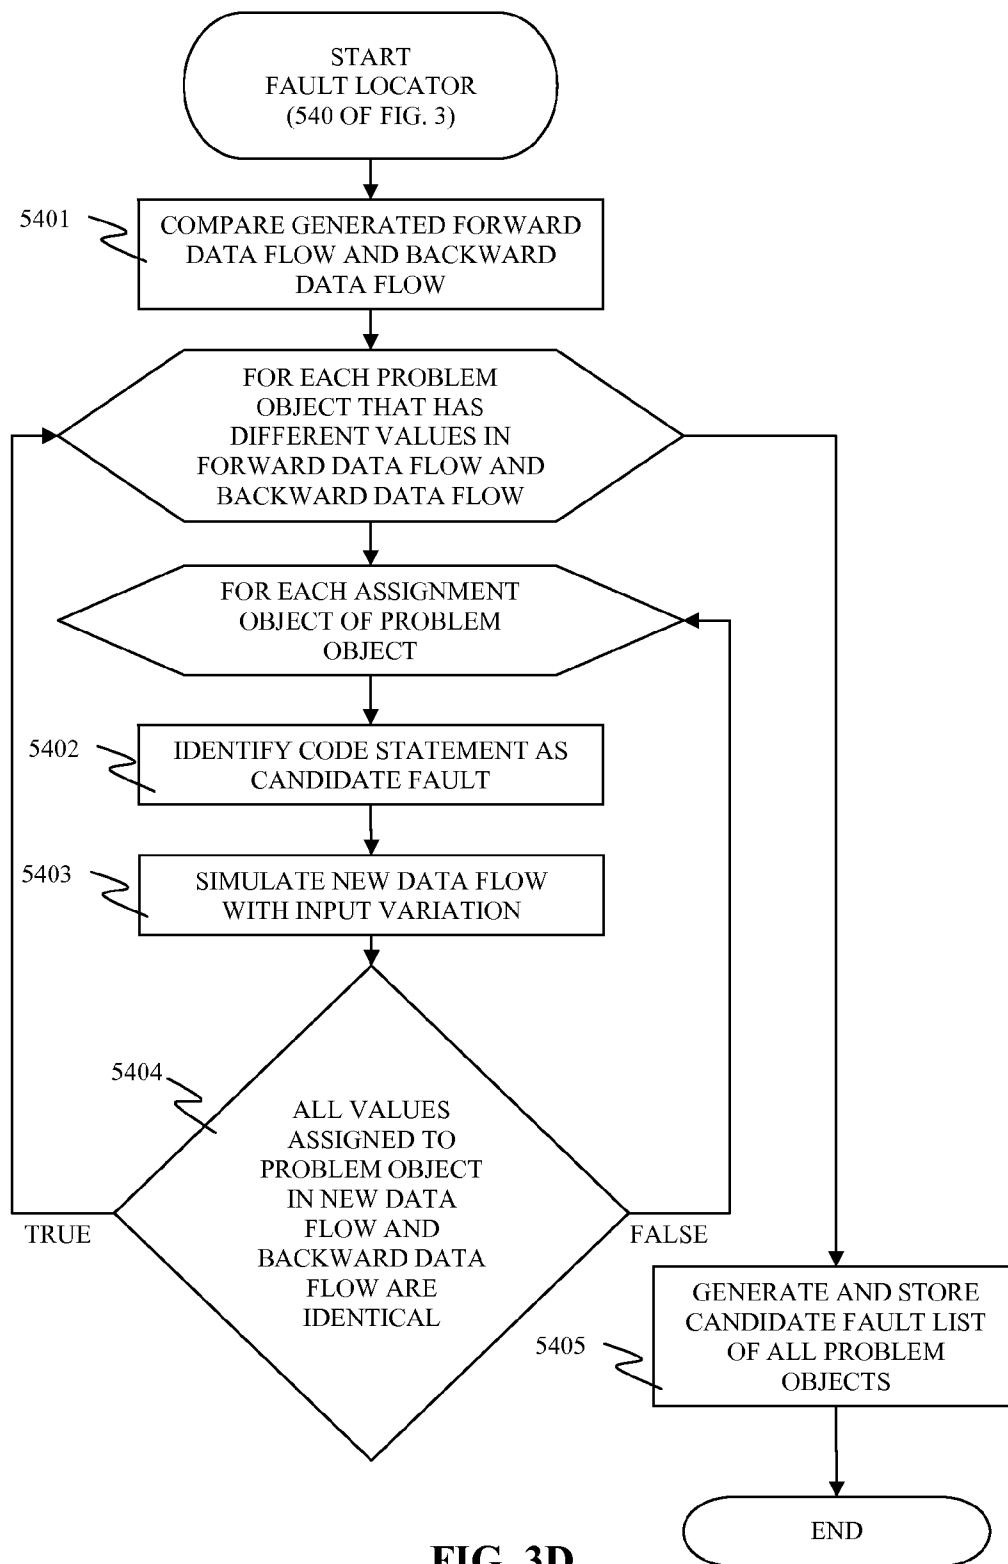 START
FAULT LOCATOR
(540 OF FIG. 3)
5401
COMPARE GENERATED FORWARD
DATA FLOW AND BACKWARD
DATA FLOW
FOR EACH PROBLEM
OBJECT THAT HAS
DIFFERENT VALUES IN
FORWARD DATA FLOW AND
BACKWARD DATA FLOW
FOR EACH ASSIGNMENT
OBJECT OF PROBLEM
OBJECT
5402
IDENTIFY CODE STATEMENT AS
CANDIDATE FAULT
5403
SIMULATE NEW DATA FLOW
WITH INPUT VARIATION
5404
ALL VALUES
ASSIGNED TO
PROBLEM OBJECT
IN NEW DATA
FLOW AND
BACKWARD DATA
FLOW ARE
IDENTICAL
TRUE
FALSE
5405
GENERATE AND STORE
CANDIDATE FAULT LIST
OF ALL PROBLEM
OBJECTS
END
FIG. 3D